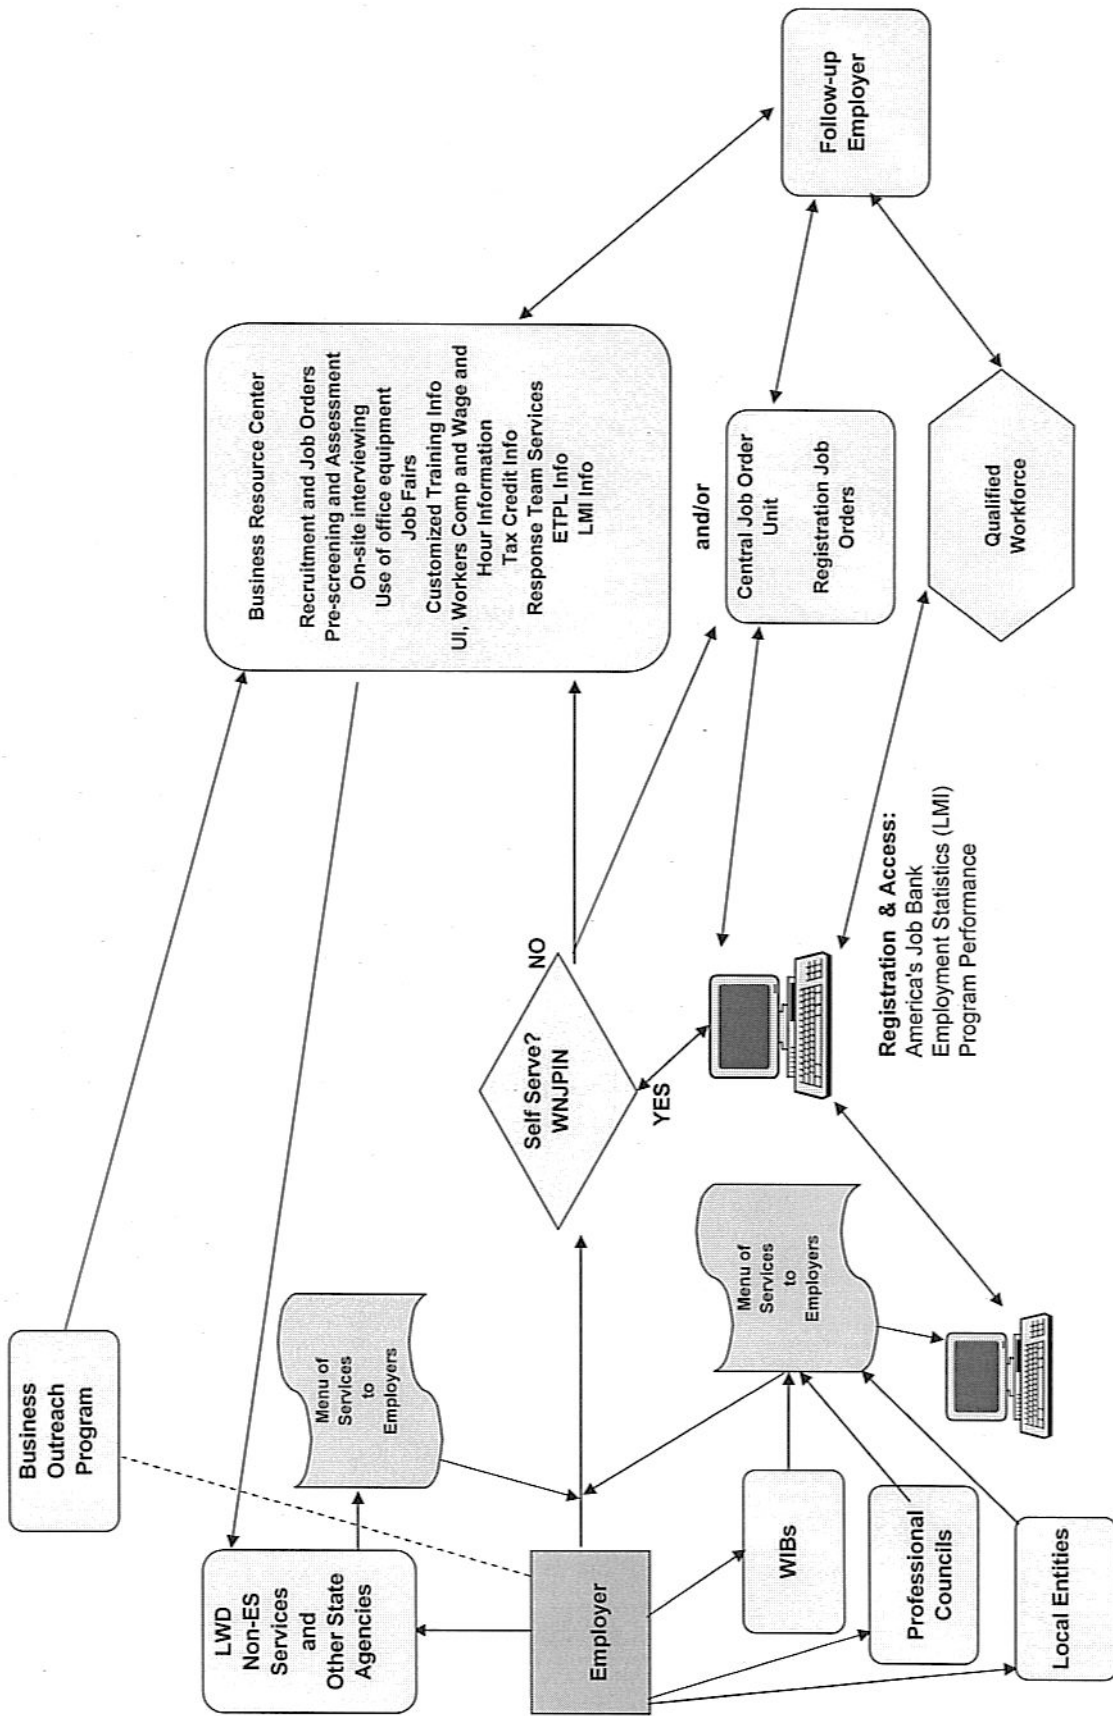 Business
Outreach
Program
LWD
Non-ES
Services
and
Other State
Agencies
Menu of
Services
to
Employers
Employer
WIBs
Professional
Councils
Local Entities
Menu of
Services
to
Employers
Self Serve?
WNJPIN
NO
YES
Business Resource Center
Recruitment and Job Orders
Pre-screening and Assessment
On-site interviewing
Use of office equipment
Job Fairs
Customized Training Info
UI, Workers Comp and Wage and
Hour Information
Tax Credit Info
Response Team Services
ETPL Info
LMI Info
and/or
Central Job Order
Unit
Registration Job
Orders
Qualified
Workforce
Registration & Access:
America's Job Bank
Employment Statistics (LMI)
Program Performance
Follow-up
Employer